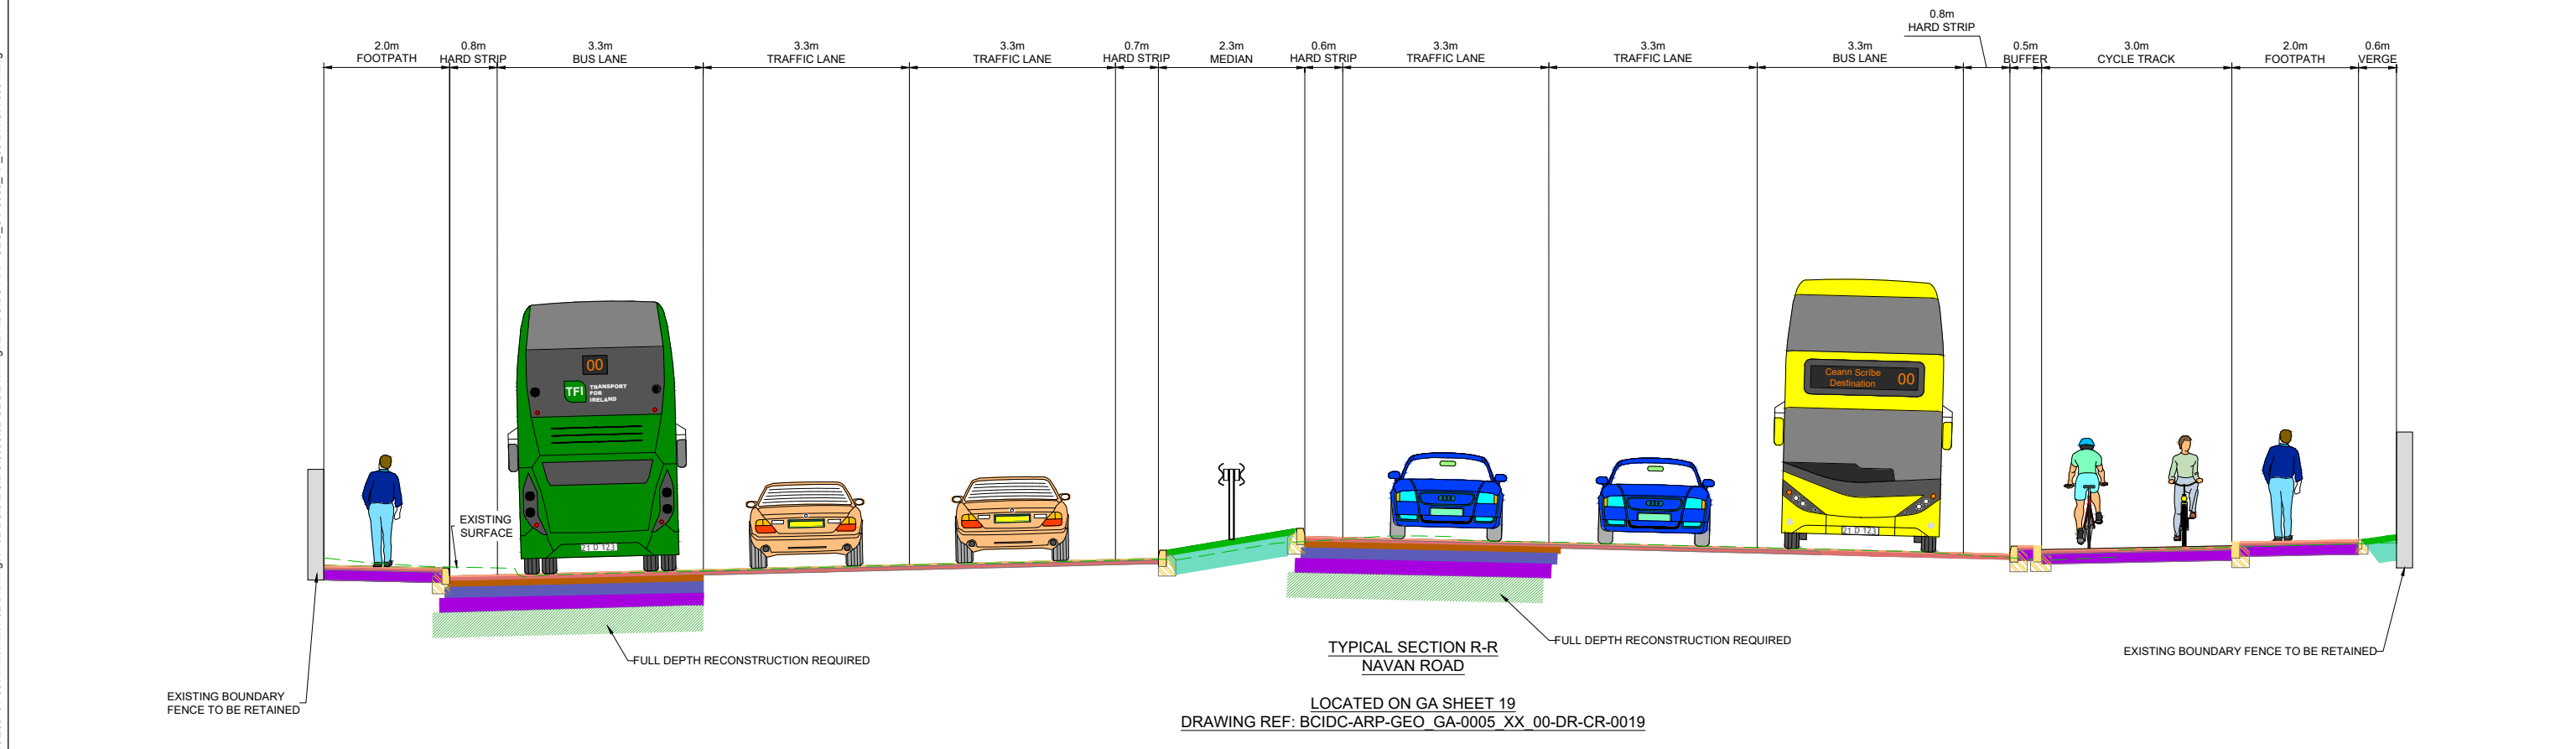 0.8m
HARD STRIP
2.0m
FOOTPATH
0.8m
HARD STRIP
3.3m
BUS LANE
3.3m
TRAFFIC LANE
3.3m
TRAFFIC LANE
0.7m
HARD STRIP
2.3m
MEDIAN
0.6m
HARD STRIP
3.3m
TRAFFIC LANE
3.3m
TRAFFIC LANE
3.3m
BUS LANE
0.5m
BUFFER
3.0m
CYCLE TRACK
2.0m
FOOTPATH
0.6m
VERGE
00
TFI
TRANSPORT
FOR
IRELAND
21 D 123
Ceann Scríbe
Destination
00
21 D 123
EXISTING
SURFACE
FULL DEPTH RECONSTRUCTION REQUIRED
FULL DEPTH RECONSTRUCTION REQUIRED
EXISTING BOUNDARY
FENCE TO BE RETAINED
EXISTING BOUNDARY FENCE TO BE RETAINED
TYPICAL SECTION R-R
NAVAN ROAD
LOCATED ON GA SHEET 19
DRAWING REF: BCIDC-ARP-GEO_GA-0005_XX_00-DR-CR-0019